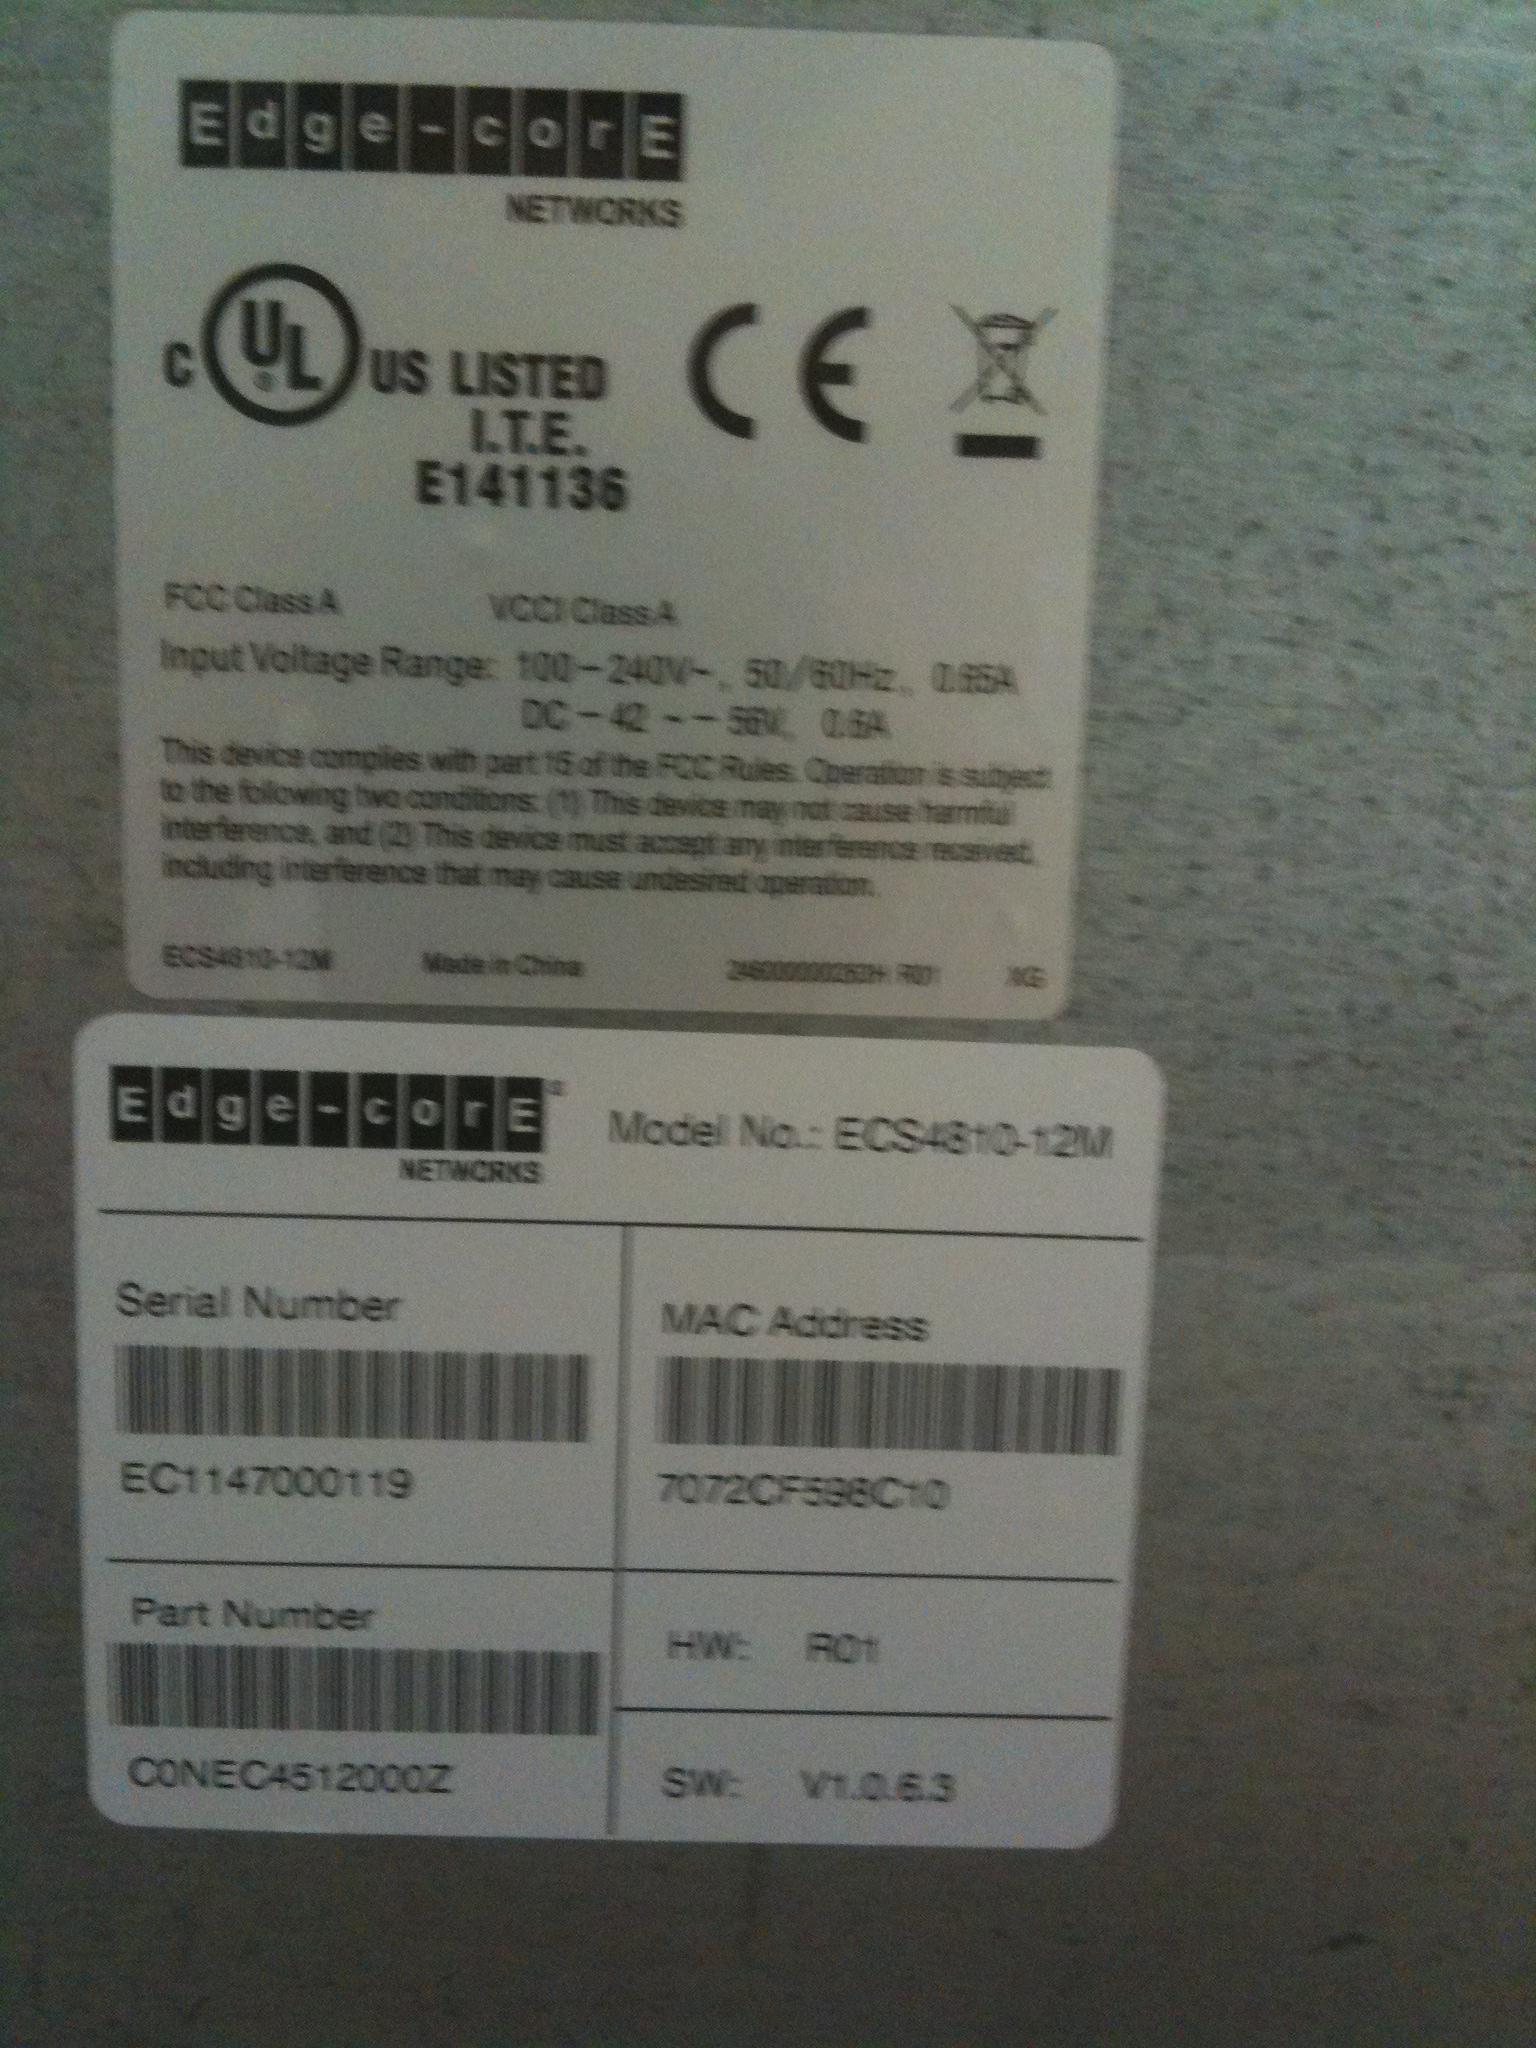 Edge-corE
NETWORKS
C UL ® US LISTED
I.T.E.
E141136
CE
FCC Class A VCCI Class A
Input Voltage Range: 100-240V~, 50/60Hz, 0.65A
DC -42 ~ -56V, 0.6A
This device complies with part 15 of the FCC Rules. Operation is subject
to the following two conditions: (1) This device may not cause harmful
interference, and (2) This device must accept any interference received,
including interference that may cause undesired operation.
ECS4810-12M Made in China R01
Edge-corE®
NETWORKS
Model No.: ECS4810-12M
Serial Number
EC1147000119
MAC Address
7072CF598C10
Part Number
C0NEC4512000Z
HW: R01
SW: V1.0.6.3